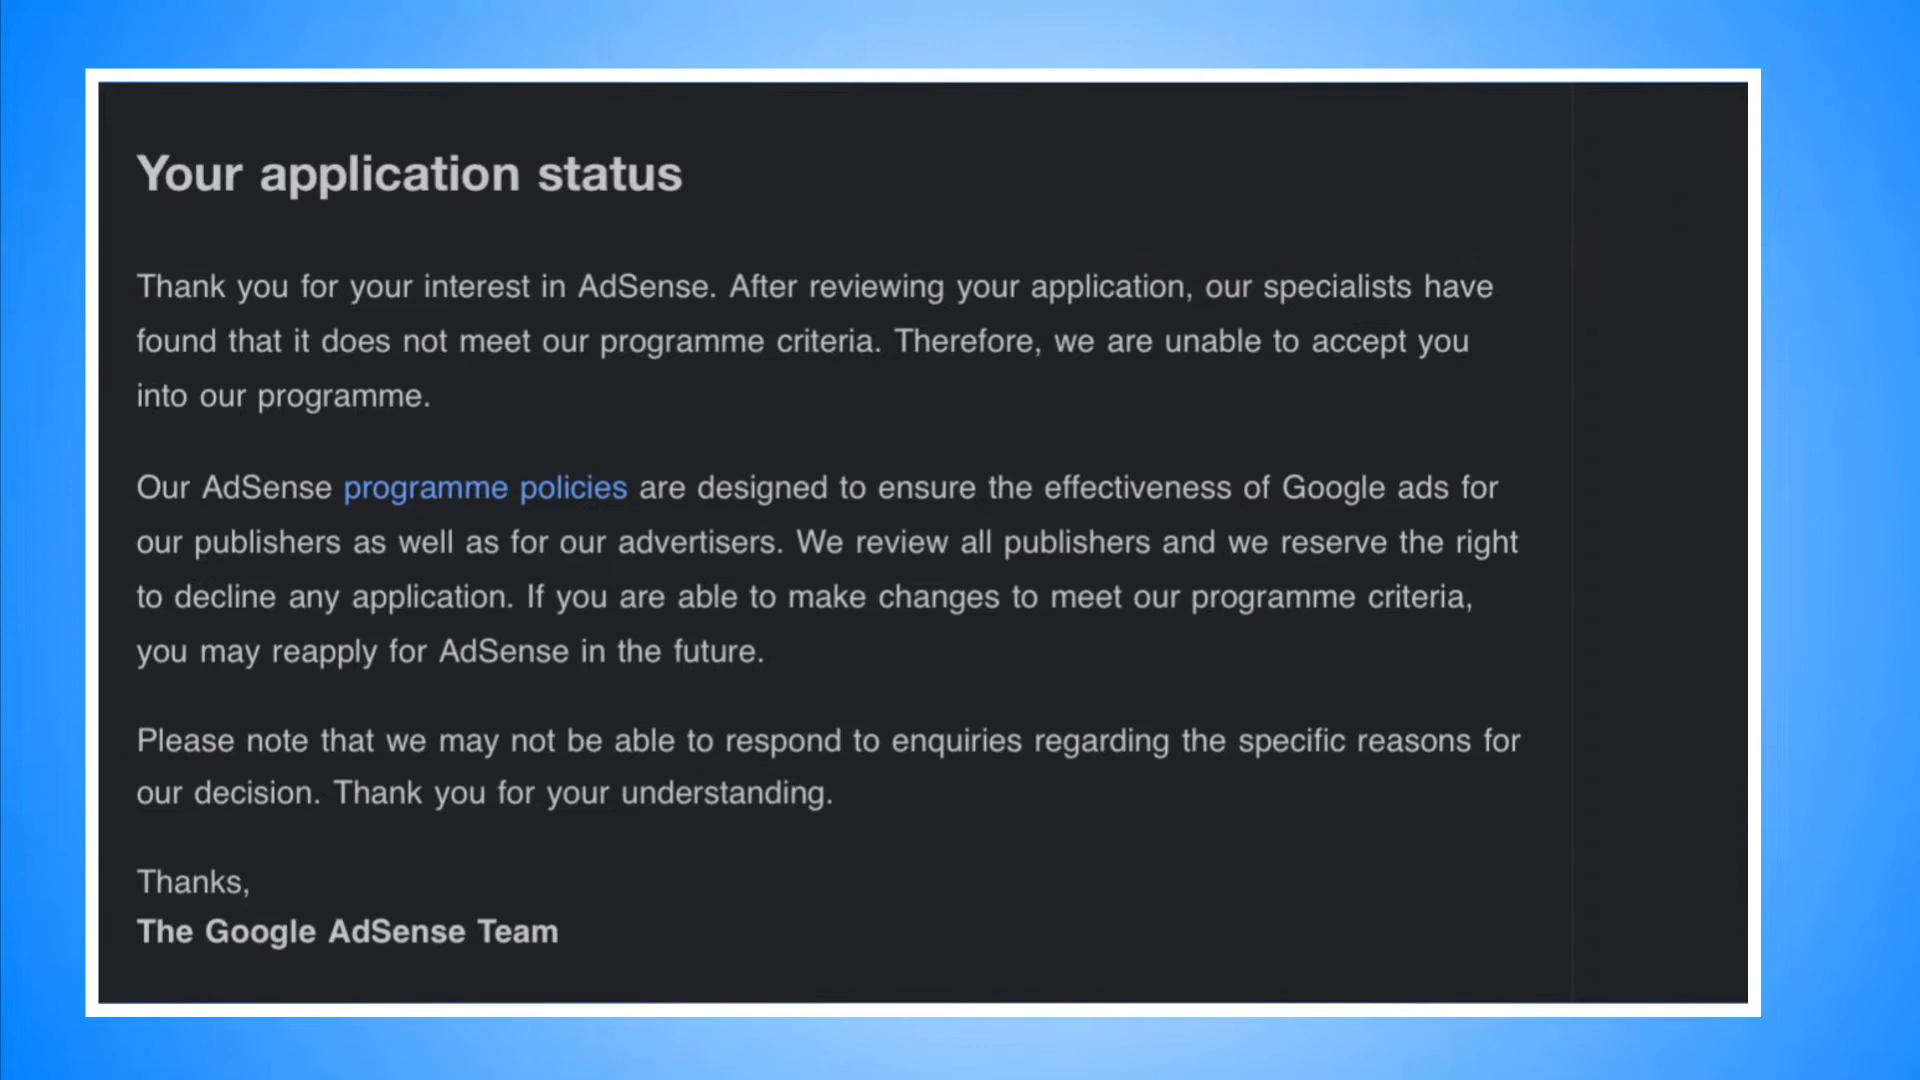 Your application status
Thank you for your interest in AdSense. After reviewing your application, our specialists have
found that it does not meet our programme criteria. Therefore, we are unable to accept you
into our programme.
Our AdSense programme policies are designed to ensure the effectiveness of Google ads for
our publishers as well as for our advertisers. We review all publishers and we reserve the right
to decline any application. If you are able to make changes to meet our programme criteria,
you may reapply for AdSense in the future.
Please note that we may not be able to respond to enquiries regarding the specific reasons for
our decision. Thank you for your understanding.
Thanks,
The Google AdSense Team